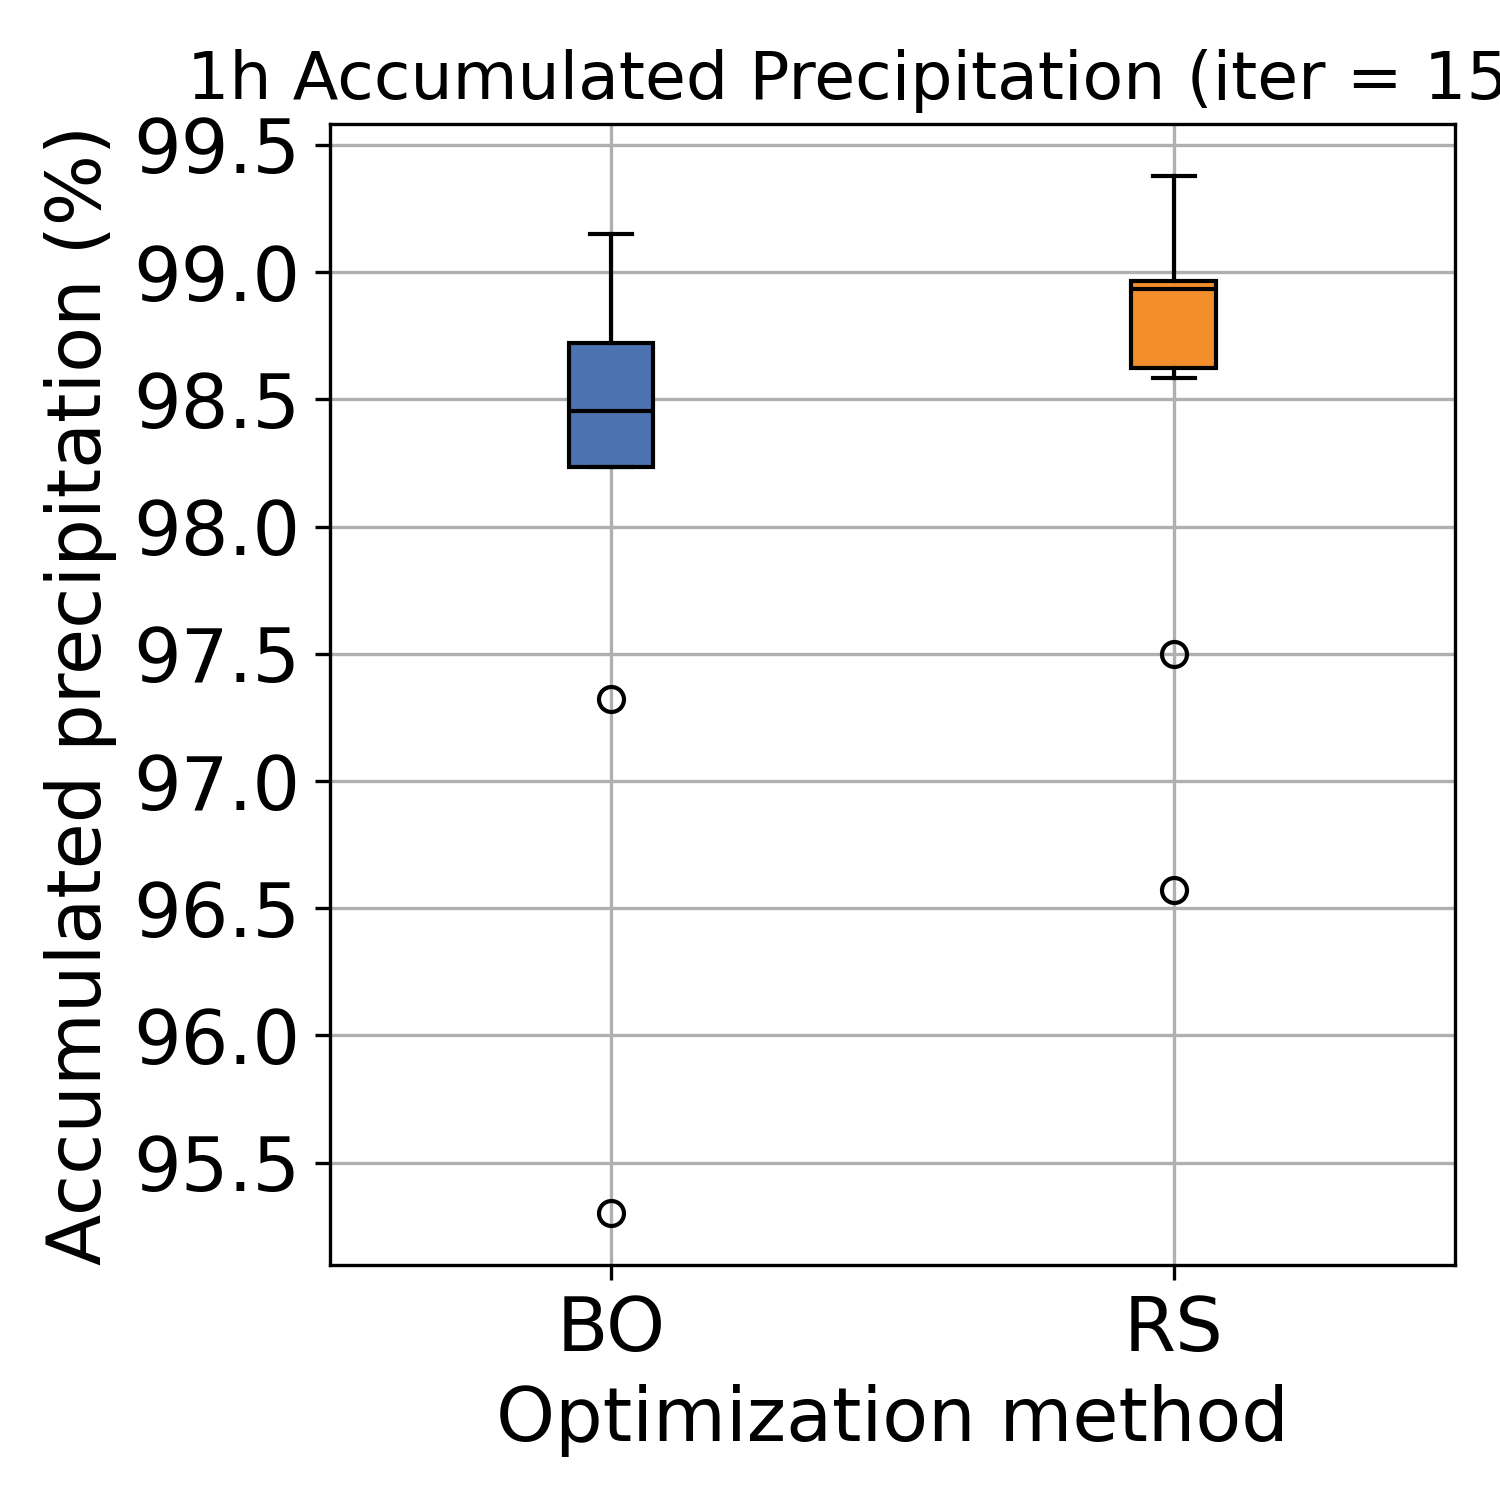 1h Accumulated Precipitation (iter = 15
Accumulated precipitation (%)
99.5
99.0
98.5
98.0
97.5
97.0
96.5
96.0
95.5
BO RS
Optimization method